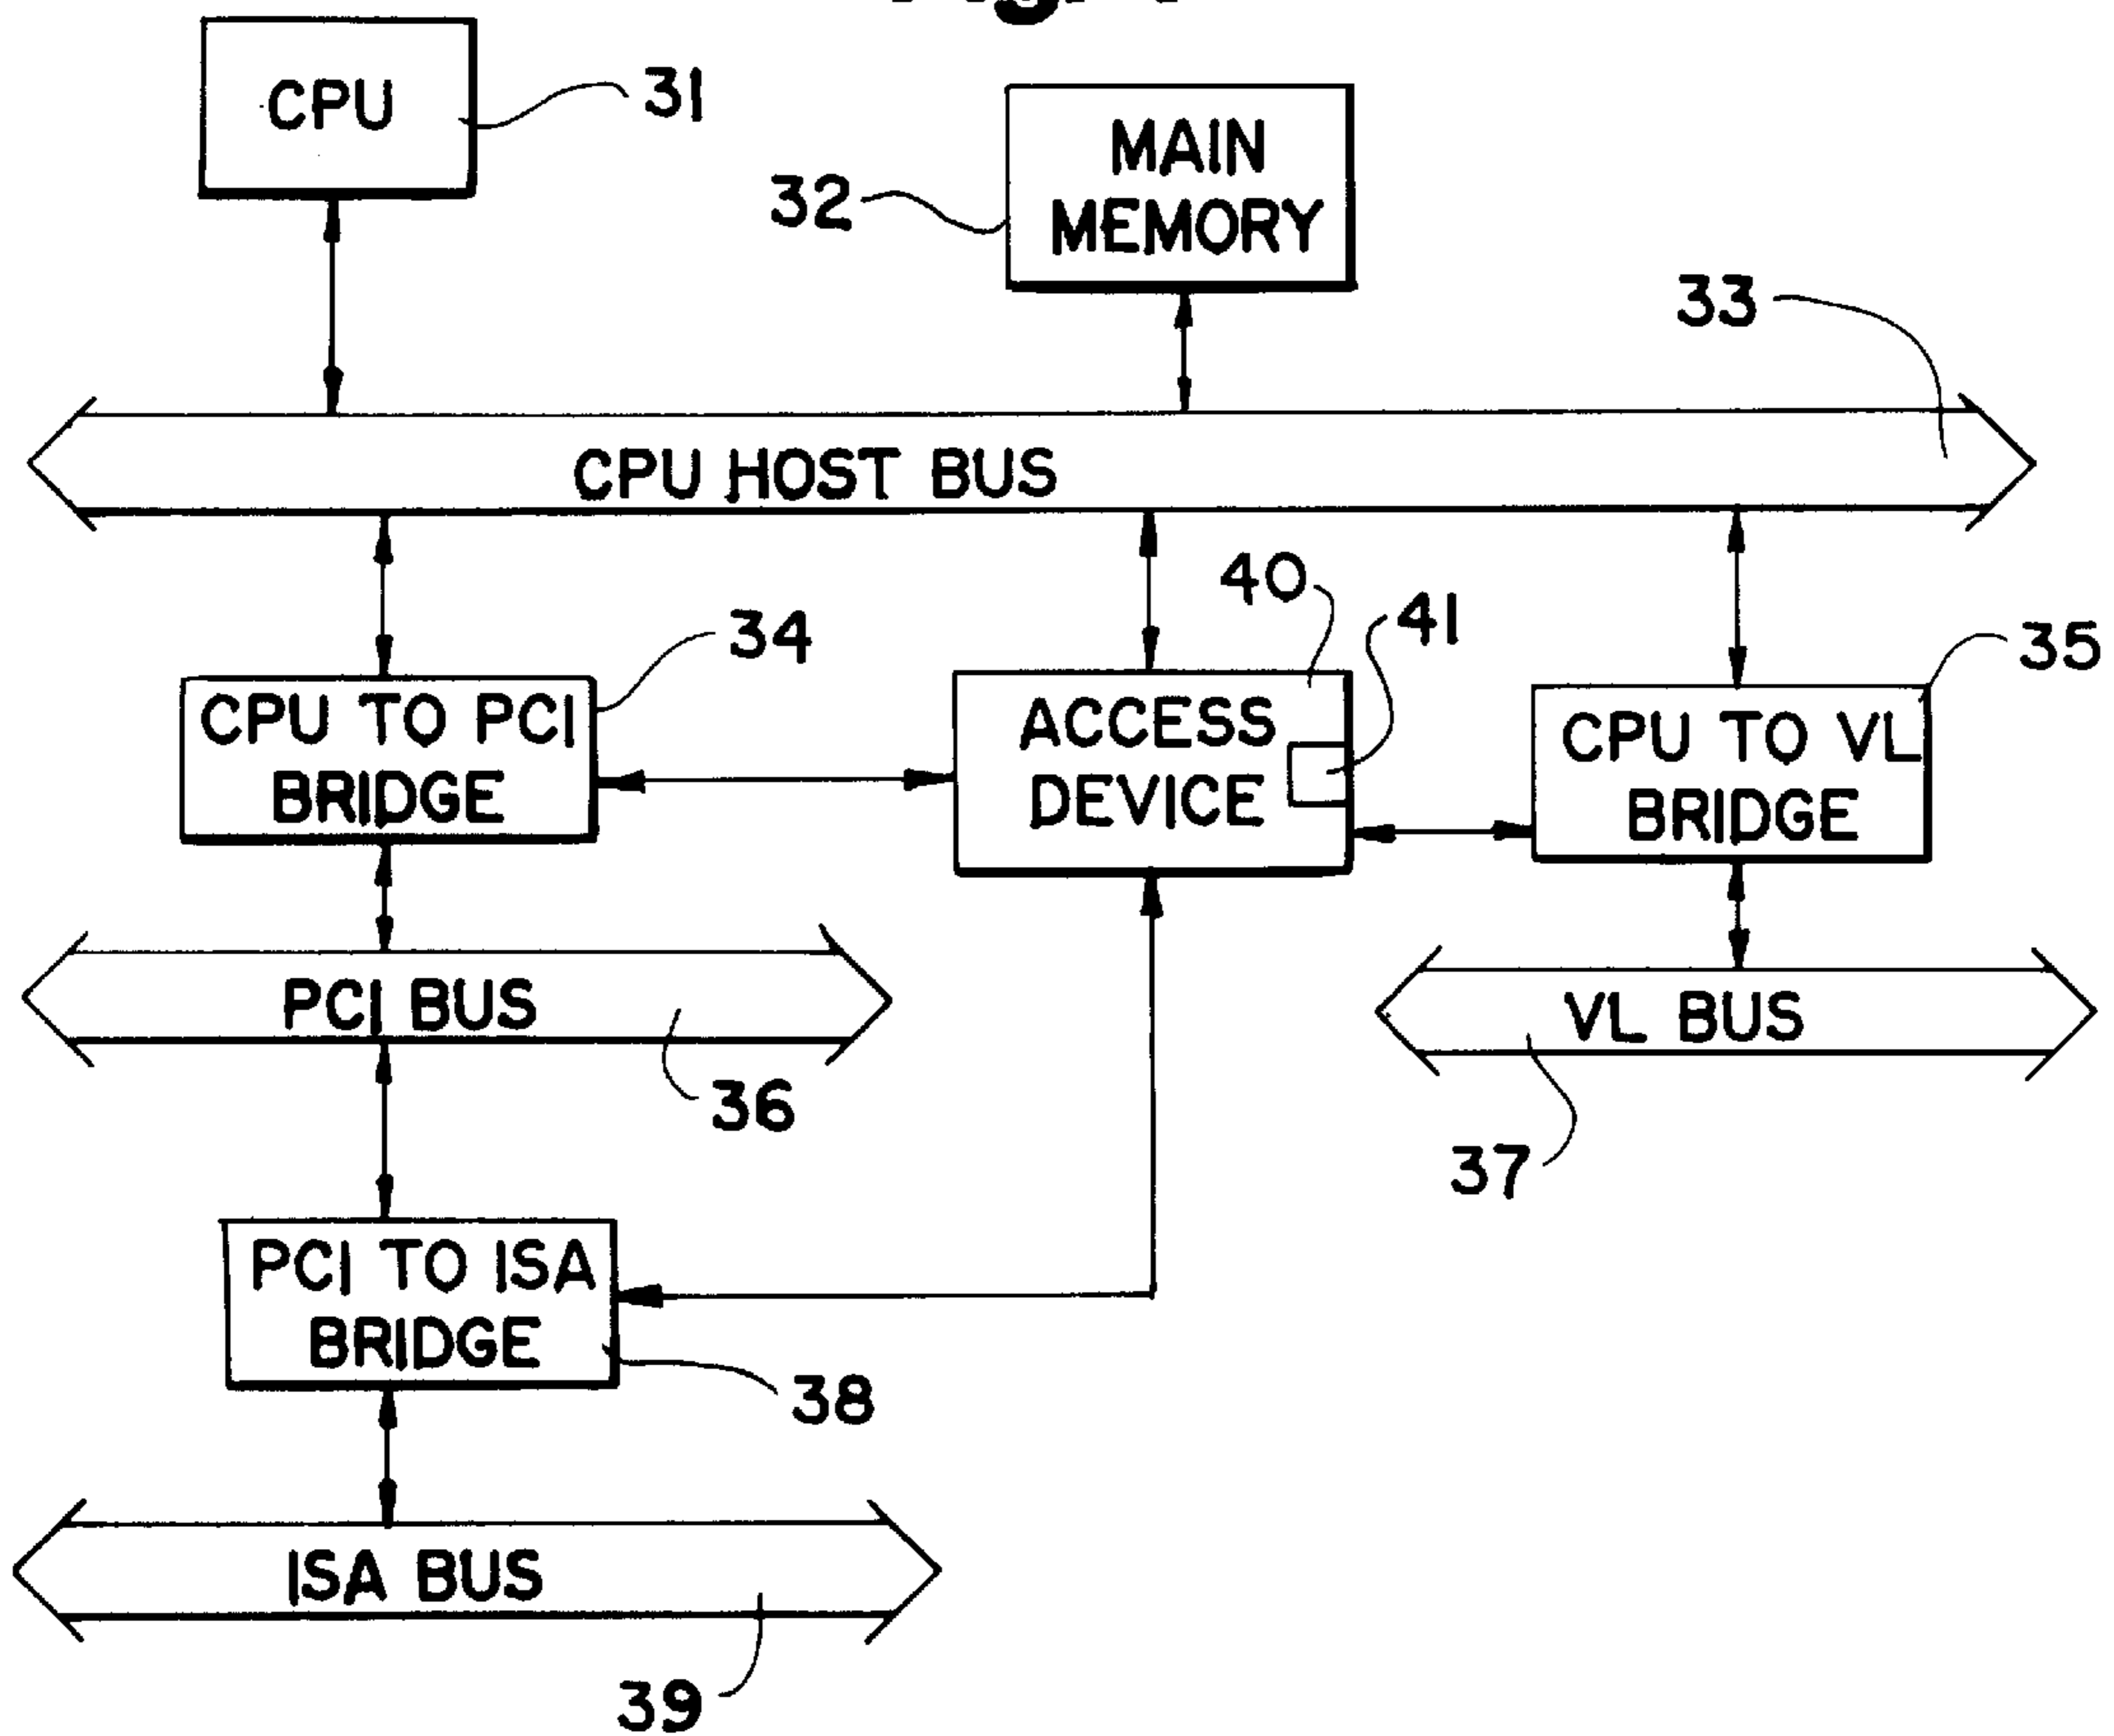 CPU
31
MAIN
MEMORY
32
33
CPU HOST BUS
34
40
41
35
CPU TO PCI
BRIDGE
ACCESS
DEVICE
CPU TO VL
BRIDGE
PCI BUS
36
VL BUS
37
PCI TO ISA
BRIDGE
38
ISA BUS
39